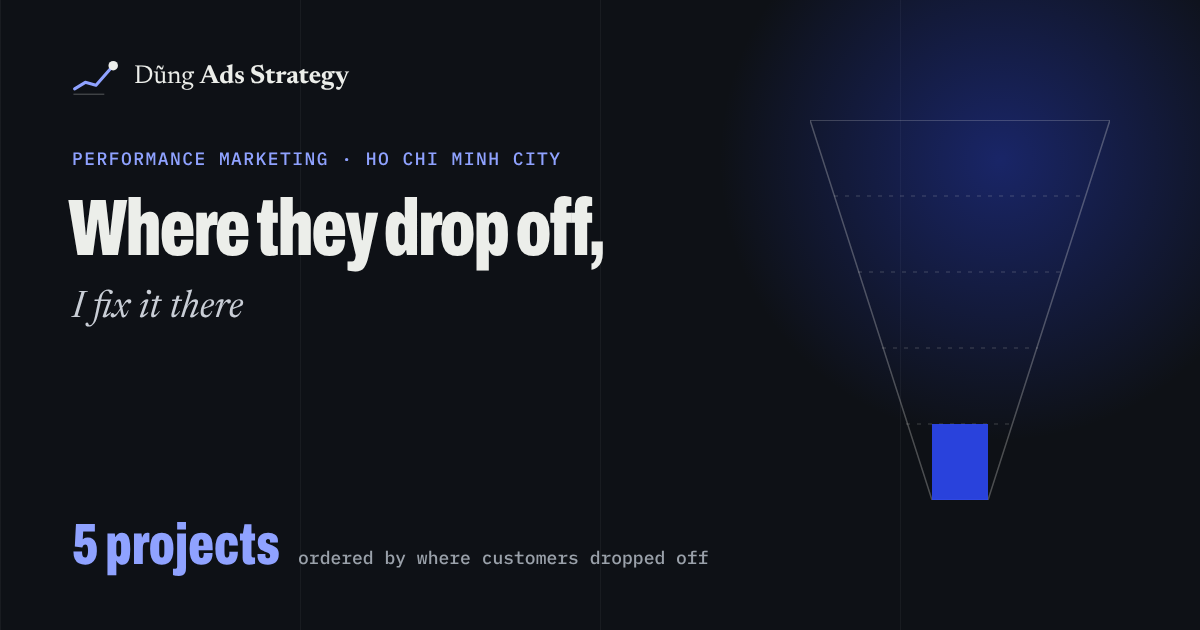 Dũng Ads Strategy
PERFORMANCE MARKETING · HO CHI MINH CITY
Where they drop off,
I fix it there
5 projects ordered by where customers dropped off